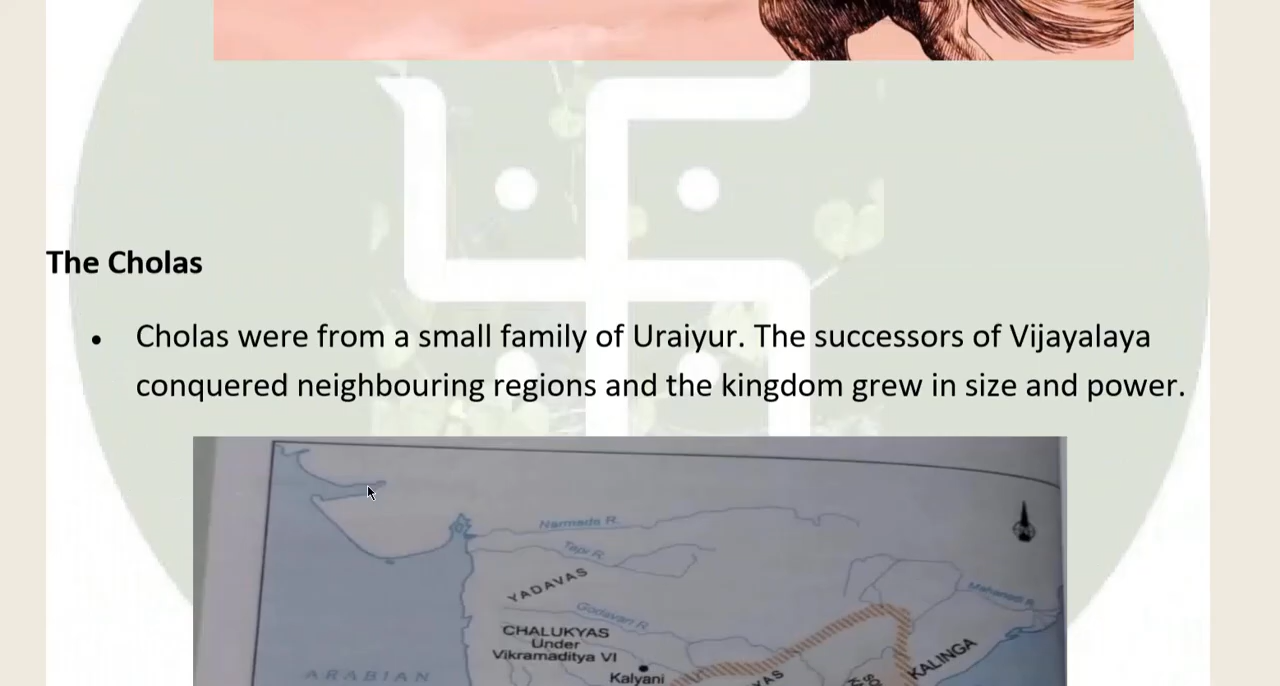 The Cholas
• Cholas were from a small family of Uraiyur. The successors of Vijayalaya
conquered neighbouring regions and the kingdom grew in size and power.
Narmada R.
Tapi R.
YADAVAS
Mahanadi R.
Godavari R.
CHALUKYAS
Under
Vikramaditya VI
KALINGA
Kalyani
ARABIAN